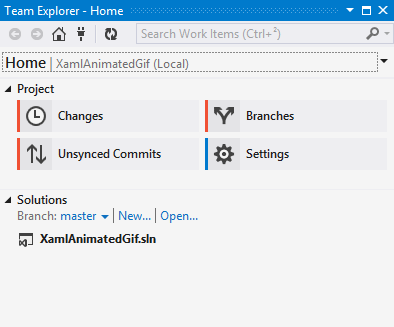 Team Explorer - Home
Search Work Items (Ctrl+²)
Home | XamlAnimatedGif (Local)
Project
Changes
Branches
Unsynced Commits
Settings
Solutions
Branch: master | New... | Open...
XamlAnimatedGif.sln